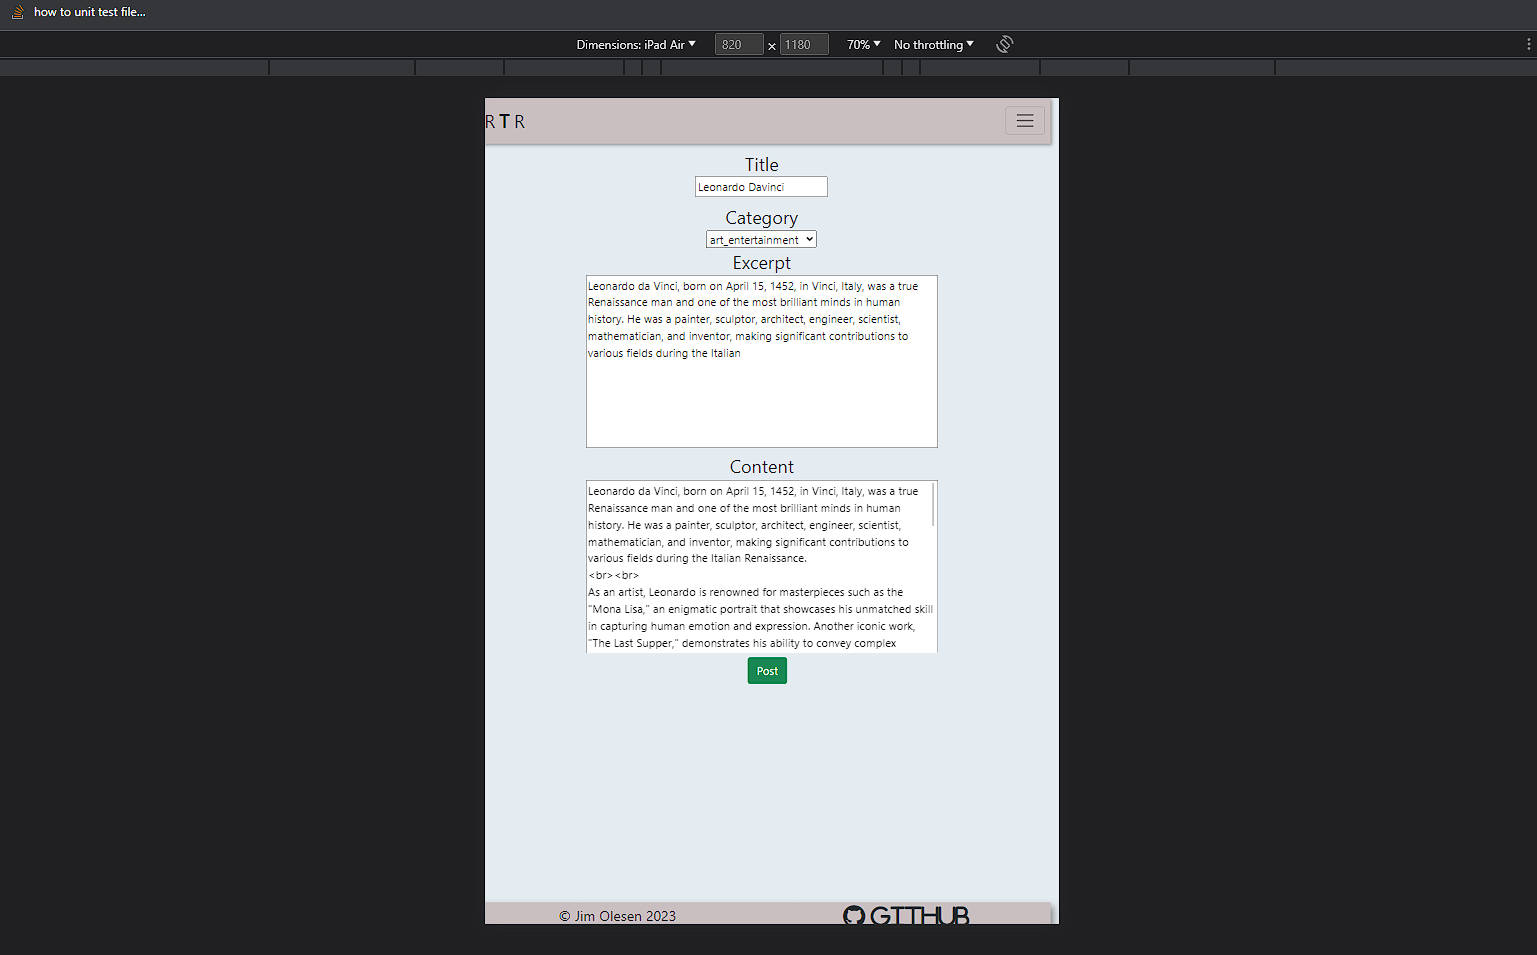 how to unit test file...
Dimensions: iPad Air 820 × 1180 70% No throttling
R T R
Title
Leonardo Davinci
Category
art_entertainment
Excerpt
Leonardo da Vinci, born on April 15, 1452, in Vinci, Italy, was a true
Renaissance man and one of the most brilliant minds in human
history. He was a painter, sculptor, architect, engineer, scientist,
mathematician, and inventor, making significant contributions to
various fields during the Italian
Content
Leonardo da Vinci, born on April 15, 1452, in Vinci, Italy, was a true
Renaissance man and one of the most brilliant minds in human
history. He was a painter, sculptor, architect, engineer, scientist,
mathematician, and inventor, making significant contributions to
various fields during the Italian Renaissance.
<br><br>
As an artist, Leonardo is renowned for masterpieces such as the
"Mona Lisa," an enigmatic portrait that showcases his unmatched skill
in capturing human emotion and expression. Another iconic work,
"The Last Supper," demonstrates his ability to convey complex
Post
© Jim Olesen 2023
GITHUB